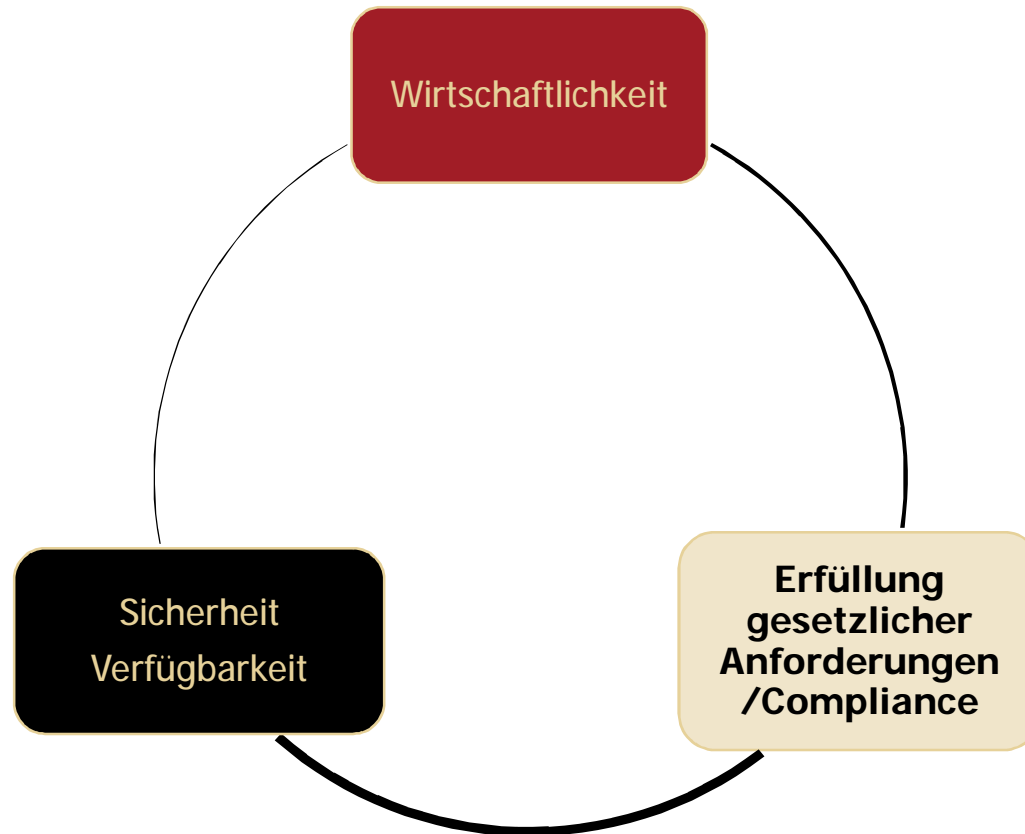 Wirtschaftlichkeit
Sicherheit
Verfügbarkeit
Erfüllung
gesetzlicher
Anforderungen
/Compliance